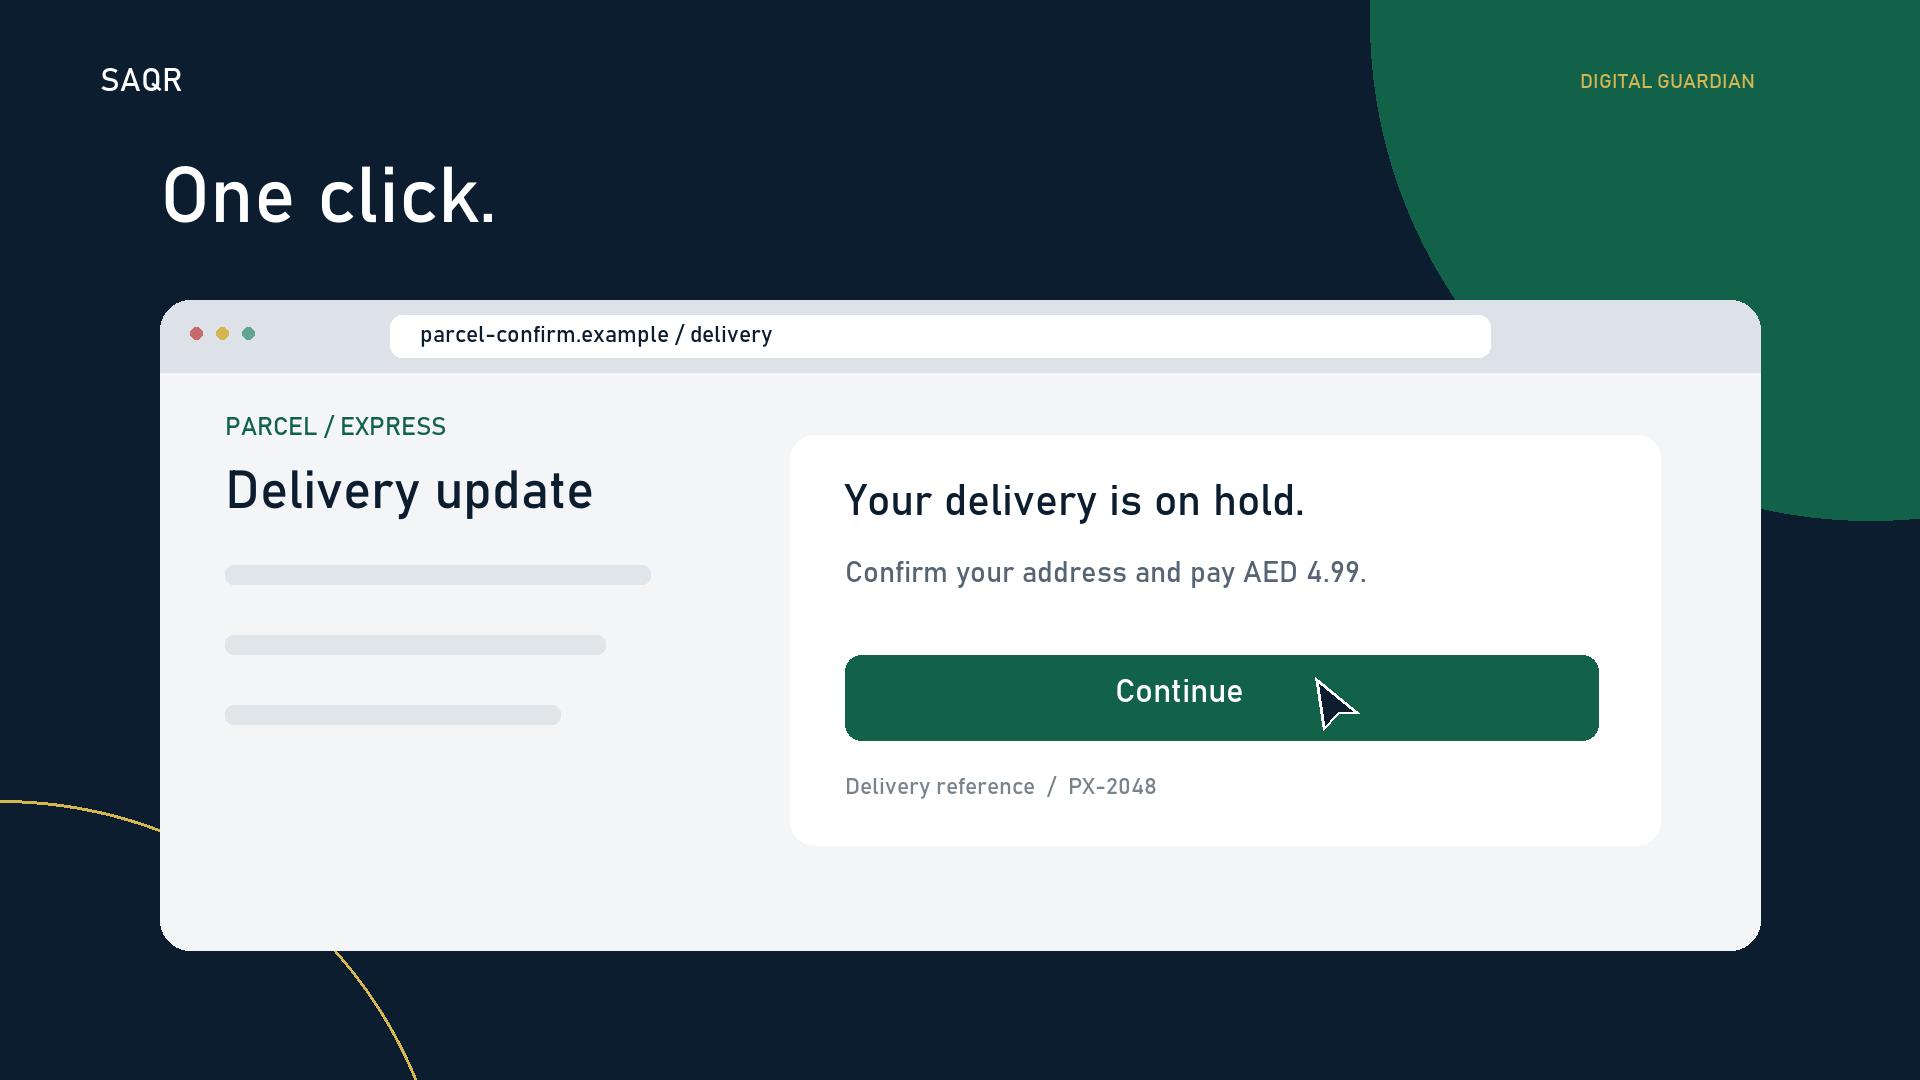 SAQR
DIGITAL GUARDIAN
One click.
parcel-confirm.example / delivery
PARCEL / EXPRESS
Delivery update
Your delivery is on hold.
Confirm your address and pay AED 4.99.
Continue
Delivery reference / PX-2048